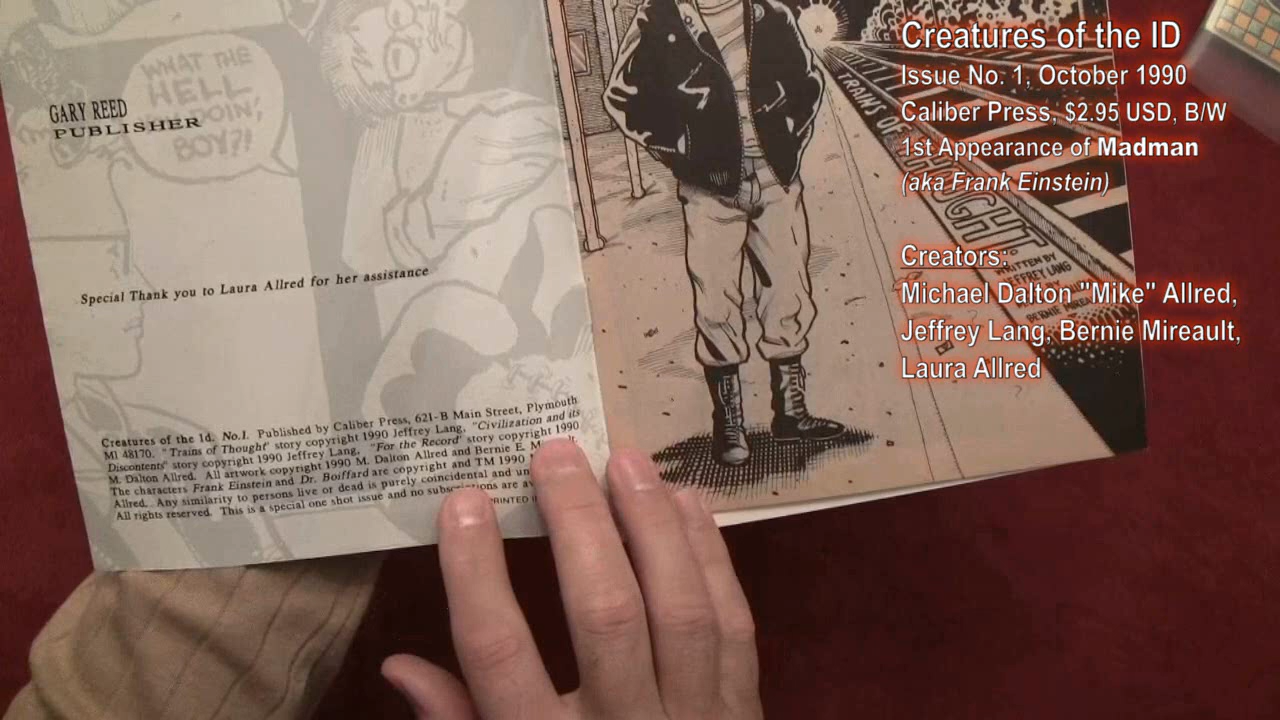 WHAT THE
HELL
DOIN',
BOY?!
GARY REED
PUBLISHER
Special Thank you to Laura Allred for her assistance
Creatures of the Id. No.1. Published by Caliber Press, 621-B Main Street, Plymouth
MI 48170. "Trains of Thought" story copyright 1990 Jeffrey Lang, "Civilization and its
Discontents" story copyright 1990 Jeffrey Lang, "For the Record" story copyright 1990
M. Dalton Allred. All artwork copyright 1990 M. Dalton Allred and Bernie E.
The characters Frank Einstein and Dr. Boiffard are copyright and TM 1990
Allred. Any similarity to persons live or dead is purely coincidental and
All rights reserved. This is a special one shot issue and no subscriptions are
PRINTED
TRAINS OF THOUGHT
WRITTEN BY
JEFFREY LANG
BERNIE
Creatures of the ID
Issue No. 1, October 1990
Caliber Press, $2.95 USD, B/W
1st Appearance of Madman
(aka Frank Einstein)
Creators:
Michael Dalton "Mike" Allred,
Jeffrey Lang, Bernie Mireault,
Laura Allred